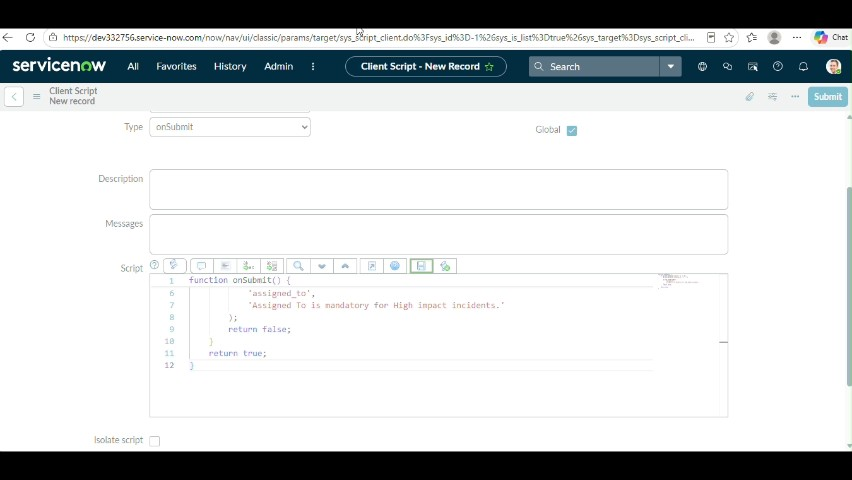 https://dev332756.service-now.com/now/nav/ui/classic/params/target/sys_script_client.do%3Fsys_id%3D-1%26sys_is_list%3Dtrue%26sys_target%3Dsys_script_cli... Chat
servicenow All Favorites History Admin Client Script - New Record Search
Client Script
New record
Submit
Type onSubmit Global
Description
Messages
Script
1 function onSubmit() {
6 'assigned_to',
7 'Assigned To is mandatory for High impact incidents.'
8 );
9 return false;
10 }
11 return true;
12 }
Isolate script